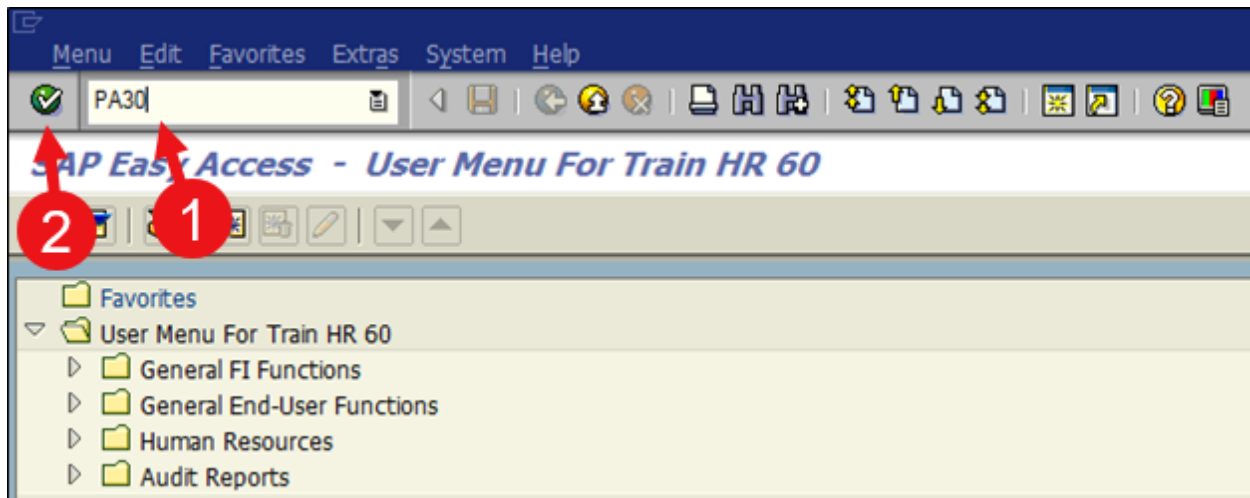 Menu Edit Favorites Extras System Help
PA30
SAP Easy Access - User Menu For Train HR 60
2 1
Favorites
User Menu For Train HR 60
General FI Functions
General End-User Functions
Human Resources
Audit Reports